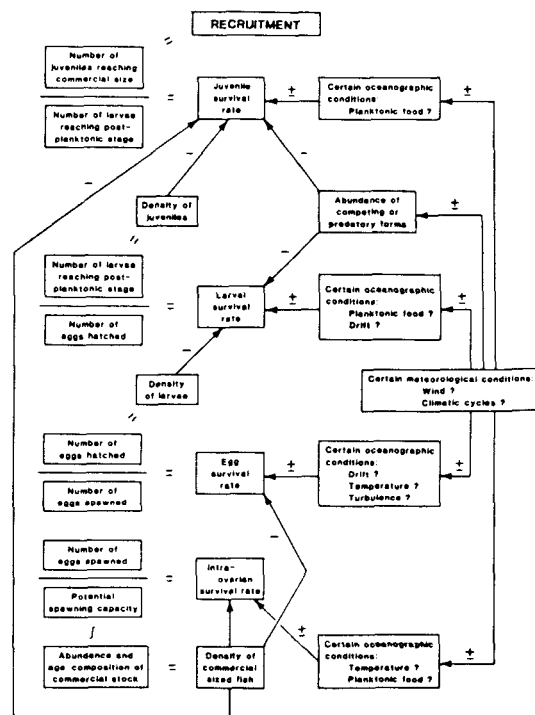 RECRUITMENT
=
Number of
juveniles reaching
commercial size
Number of larvae
reaching post-
planktonic stage
=
Juvenile
survival
rate
±
Certain oceanographic
conditions
Planktonic food ?
±
−
−
−
Density of
juveniles
Abundance of
competing or
predatory forms
±
=
−
Number of larvae
reaching post-
planktonic stage
Number of
eggs hatched
=
Larval
survival
rate
±
Certain oceanographic
conditions:
Planktonic food ?
Drift ?
±
−
Density
of larvae
Certain meteorological conditions:
Wind ?
Climatic cycles ?
=
Number of
eggs hatched
Number of
eggs spawned
=
Egg
survival
rate
±
Certain oceanographic
conditions:
Drift ?
Temperature ?
Turbulence ?
±
−
Number of
eggs spawned
Potential
spawning capacity
=
Intra-
ovarian
survival rate
±
∫
Abundance and
age composition of
commercial stock
=
Density of
commercial
sized fish
Certain oceanographic
conditions:
Temperature ?
Planktonic food ?
±